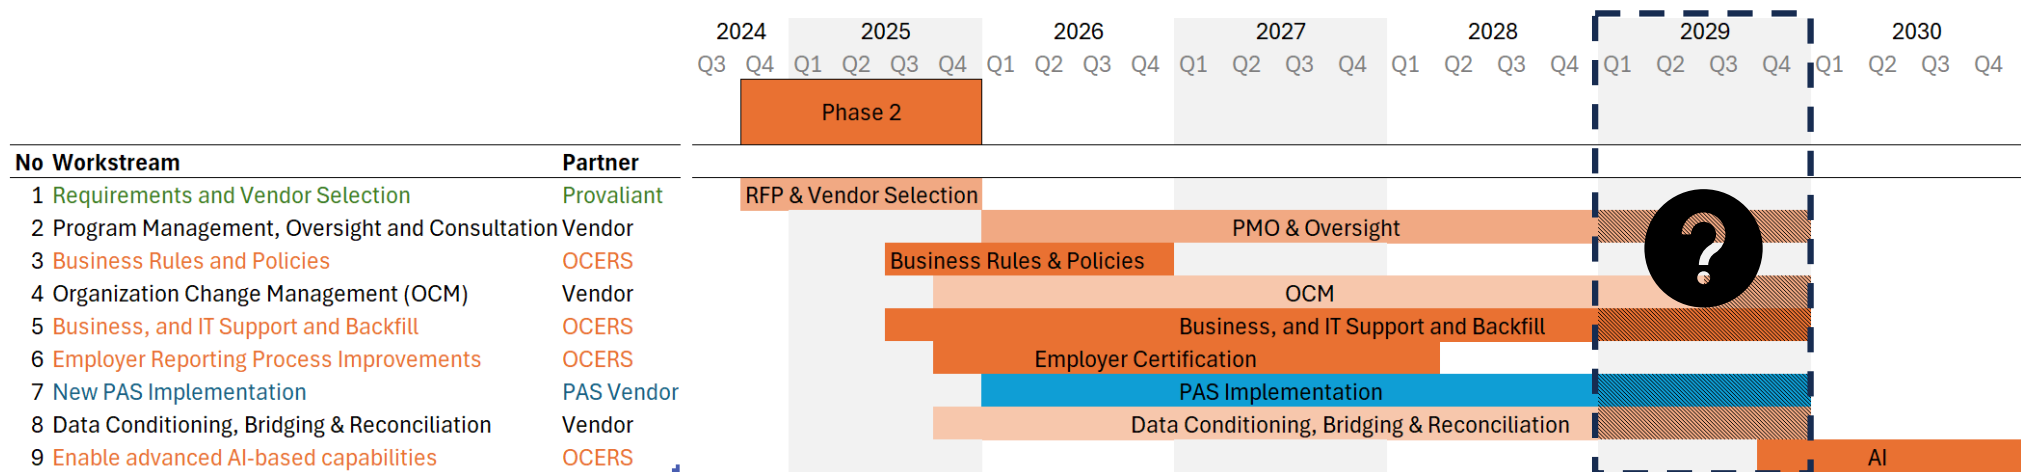 2024 2025 2026 2027 2028 2029 2030
Q3 Q4 Q1 Q2 Q3 Q4 Q1 Q2 Q3 Q4 Q1 Q2 Q3 Q4 Q1 Q2 Q3 Q4 Q1 Q2 Q3 Q4 Q1 Q2 Q3 Q4
Phase 2
No Workstream Partner
1 Requirements and Vendor Selection Provaliant RFP & Vendor Selection
2 Program Management, Oversight and Consultation Vendor PMO & Oversight
?
3 Business Rules and Policies OCERS Business Rules & Policies
4 Organization Change Management (OCM) Vendor OCM
5 Business, and IT Support and Backfill OCERS Business, and IT Support and Backfill
6 Employer Reporting Process Improvements OCERS Employer Certification
7 New PAS Implementation PAS Vendor PAS Implementation
8 Data Conditioning, Bridging & Reconciliation Vendor Data Conditioning, Bridging & Reconciliation
9 Enable advanced AI-based capabilities OCERS AI